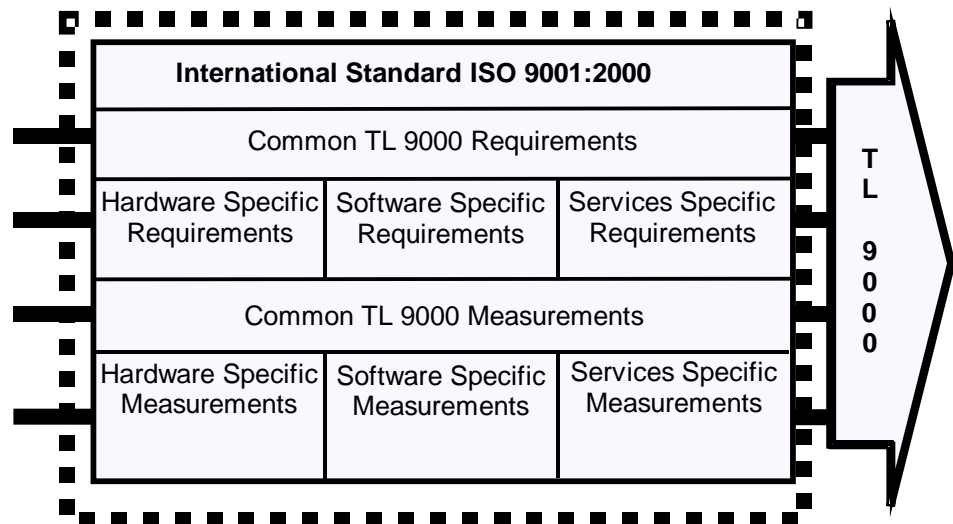 International Standard ISO 9001:2000
Common TL 9000 Requirements
Hardware Specific
Requirements
Software Specific
Requirements
Services Specific
Requirements
Common TL 9000 Measurements
Hardware Specific
Measurements
Software Specific
Measurements
Services Specific
Measurements
T
L
9
0
0
0